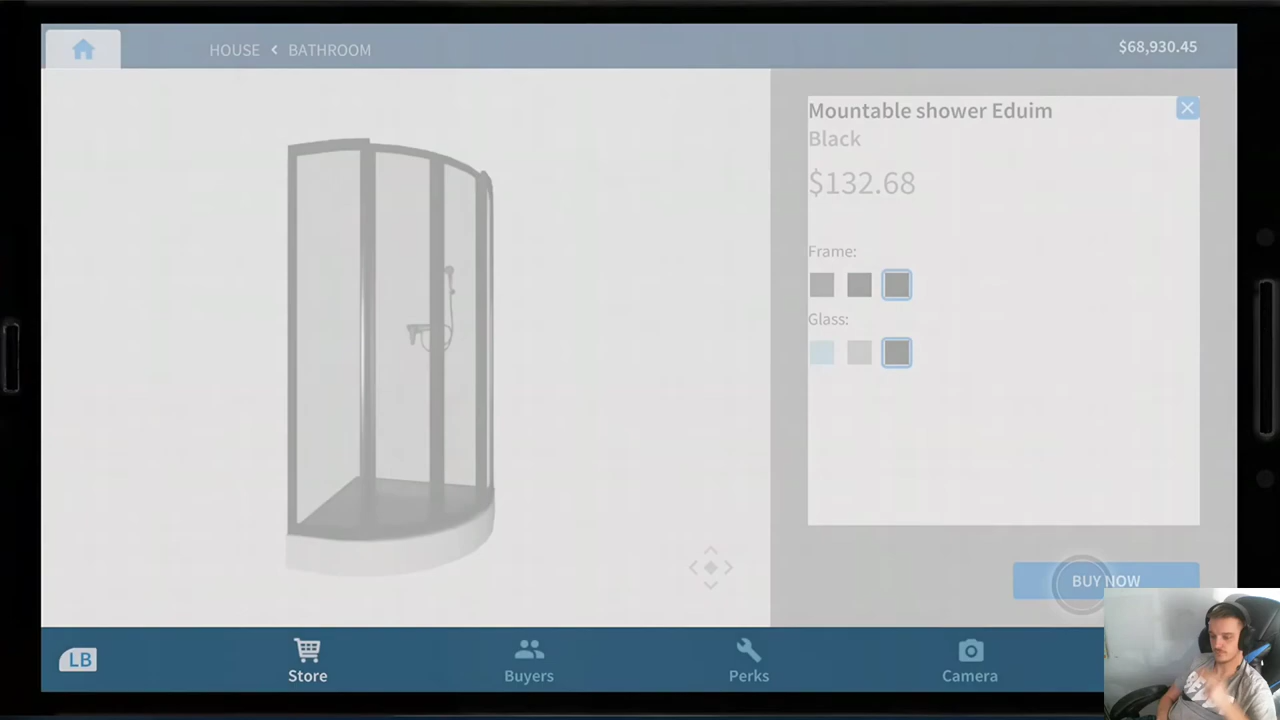 HOUSE < BATHROOM
$68,930.45
Mountable shower Eduim
Black
$132.68
Frame:
Glass:
BUY NOW
LB
Store
Buyers
Perks
Camera